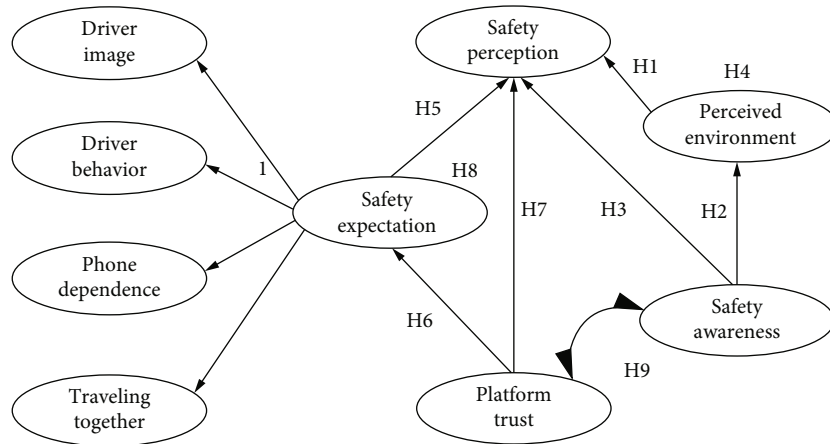 Driver
image
Safety
perception
H1
H4
Perceived
environment
H5
Driver
behavior
1
H8
Safety
expectation
H7
H3
H2
Phone
dependence
H6
Safety
awareness
H9
Traveling
together
Platform
trust